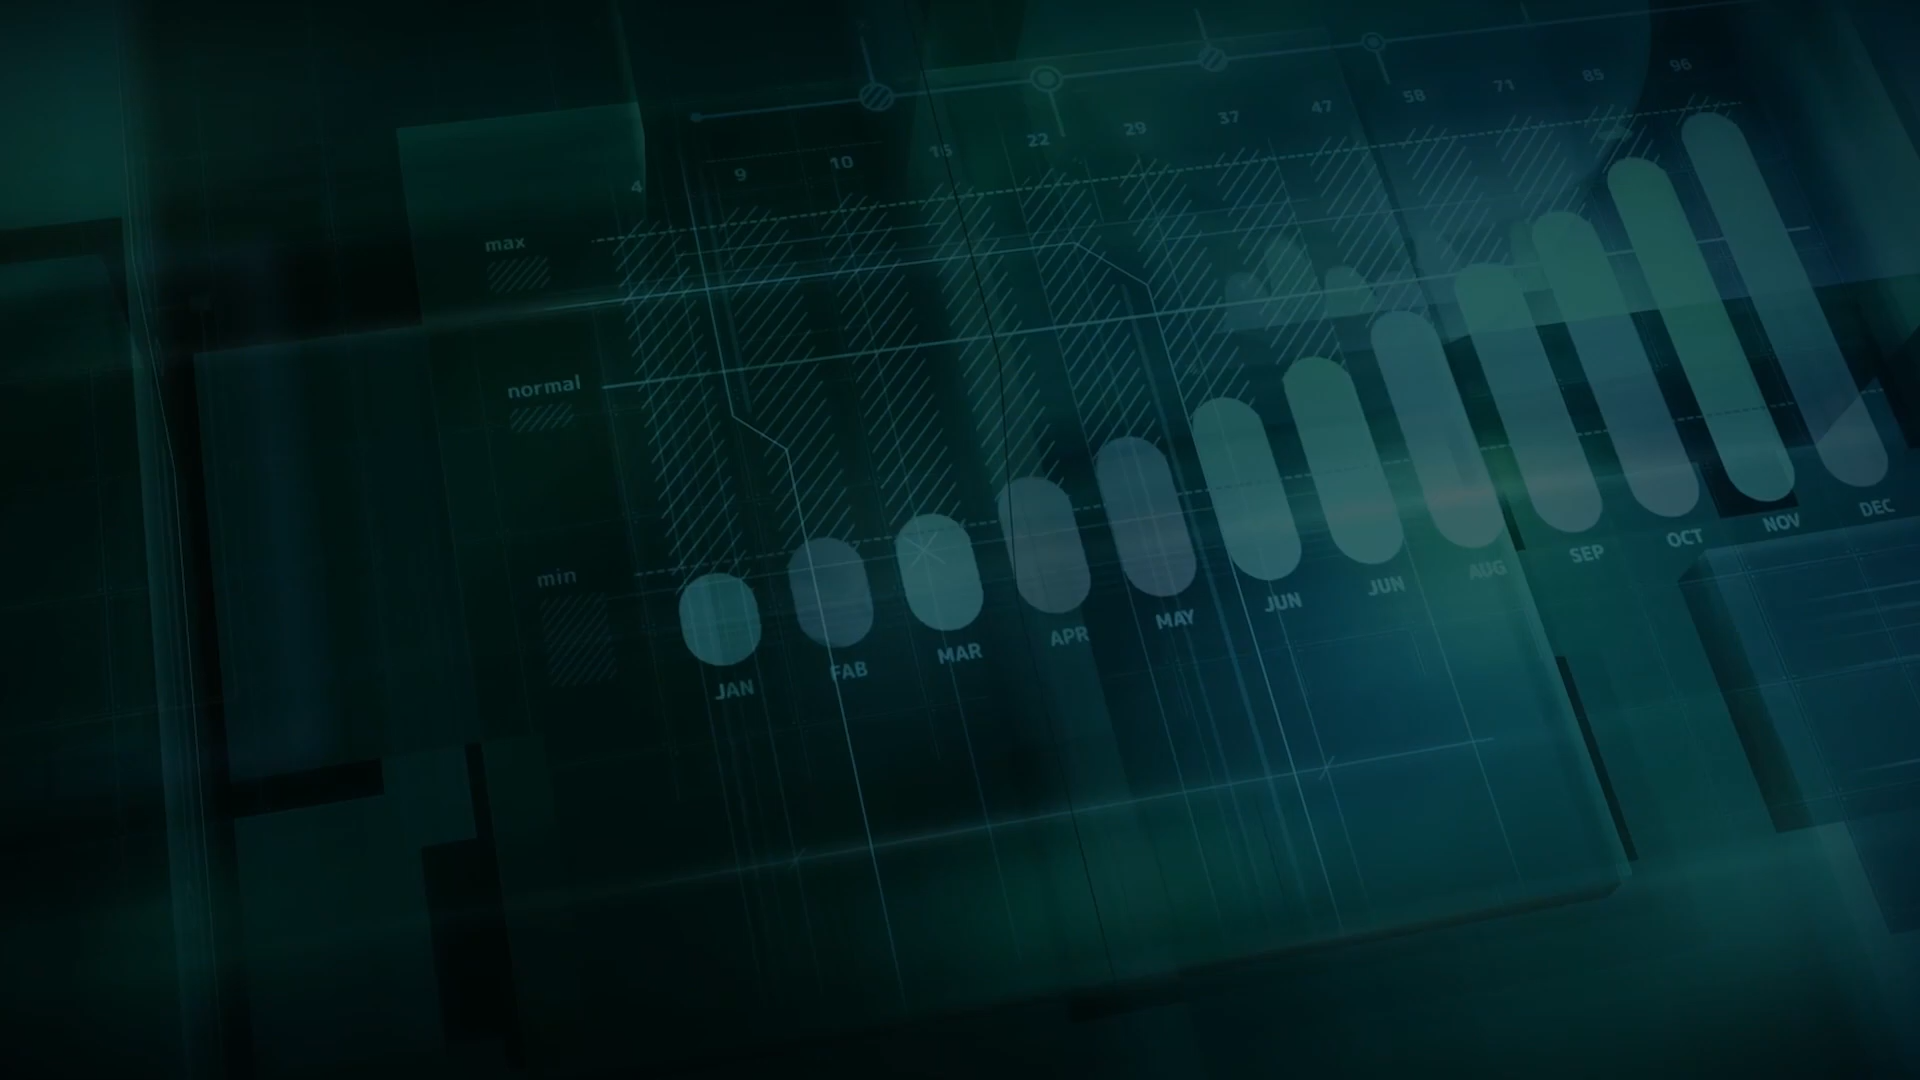 4 9 10 16 22 29 37 47 58 71 85 96
max
normal
min
JAN FAB MAR APR MAY JUN JUN AUG SEP OCT NOV DEC